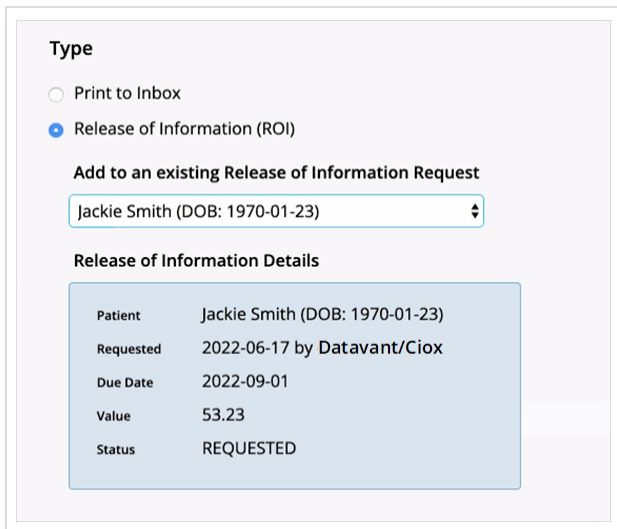 Type
Print to Inbox
Release of Information (ROI)
Add to an existing Release of Information Request
Jackie Smith (DOB: 1970-01-23)
Release of Information Details
Patient Jackie Smith (DOB: 1970-01-23)
Requested 2022-06-17 by Datavant/Ciox
Due Date 2022-09-01
Value 53.23
Status REQUESTED